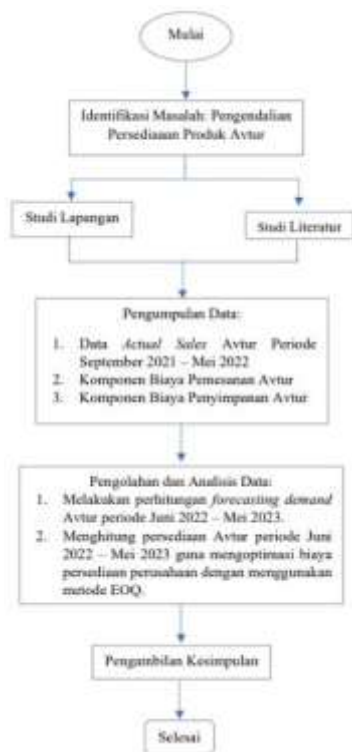 Mulai
Identifikasi Masalah: Pengendalian
Persediaaan Produk Avtur
Studi Lapangan
Studi Literatur
Pengumpulan Data:
1. Data Actual Sales Avtur Periode
September 2021 – Mei 2022
2. Komponen Biaya Pemesanan Avtur
3. Komponen Biaya Penyimpanan Avtur
Pengolahan dan Analisis Data:
1. Melakukan perhitungan forecasting demand
Avtur periode Juni 2022 – Mei 2023.
2. Menghitung persediaan Avtur periode Juni
2022 – Mei 2023 guna mengoptimasi biaya
persediaan perusahaan dengan menggunakan
metode EOQ.
Pengambilan Kesimpulan
Selesai